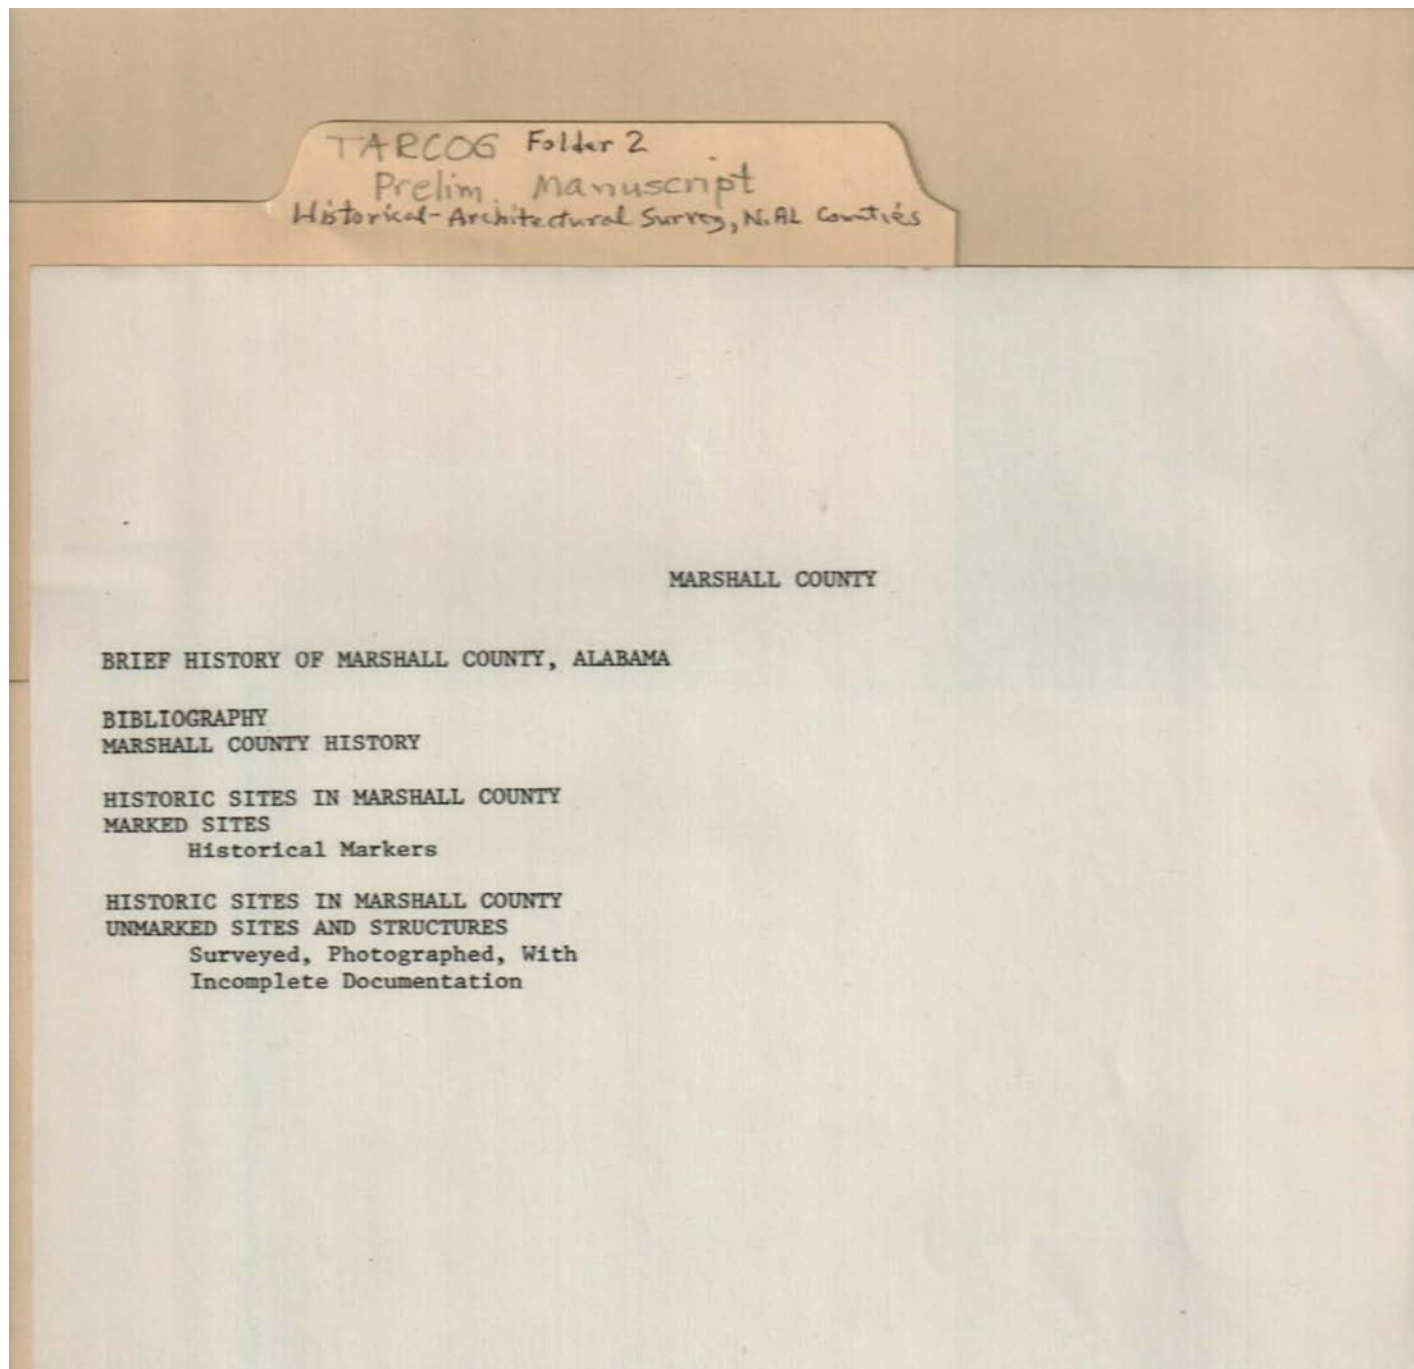 TARCOG Folder 2
Prelim. Manuscript
Historical-Architectural Survey, N.AL Counties
MARSHALL COUNTY
BRIEF HISTORY OF MARSHALL COUNTY, ALABAMA
BIBLIOGRAPHY
MARSHALL COUNTY HISTORY
HISTORIC SITES IN MARSHALL COUNTY
MARKED SITES
Historical Markers
HISTORIC SITES IN MARSHALL COUNTY
UNMARKED SITES AND STRUCTURES
Surveyed, Photographed, With
Incomplete Documentation